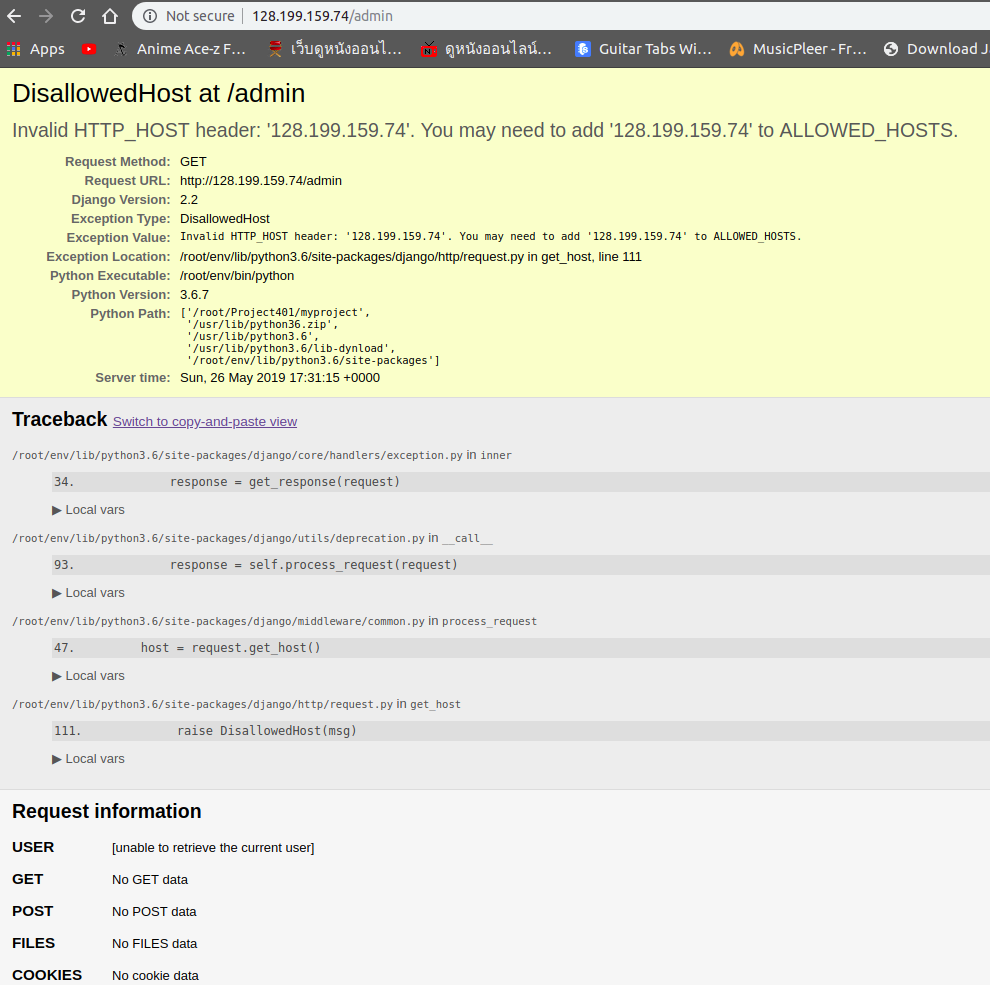 Not secure 128.199.159.74/admin
Apps Anime Ace-z F... เว็บดูหนังออนไ... ดูหนังออนไลน์... Guitar Tabs Wi... MusicPleer - Fr... Download J
DisallowedHost at /admin
Invalid HTTP_HOST header: '128.199.159.74'. You may need to add '128.199.159.74' to ALLOWED_HOSTS.
Request Method: GET
Request URL: http://128.199.159.74/admin
Django Version: 2.2
Exception Type: DisallowedHost
Exception Value: Invalid HTTP_HOST header: '128.199.159.74'. You may need to add '128.199.159.74' to ALLOWED_HOSTS.
Exception Location: /root/env/lib/python3.6/site-packages/django/http/request.py in get_host, line 111
Python Executable: /root/env/bin/python
Python Version: 3.6.7
Python Path: ['/root/Project401/myproject',
'/usr/lib/python36.zip',
'/usr/lib/python3.6',
'/usr/lib/python3.6/lib-dynload',
'/root/env/lib/python3.6/site-packages']
Server time: Sun, 26 May 2019 17:31:15 +0000
Traceback Switch to copy-and-paste view
/root/env/lib/python3.6/site-packages/django/core/handlers/exception.py in inner
34. response = get_response(request)
▶ Local vars
/root/env/lib/python3.6/site-packages/django/utils/deprecation.py in __call__
93. response = self.process_request(request)
▶ Local vars
/root/env/lib/python3.6/site-packages/django/middleware/common.py in process_request
47. host = request.get_host()
▶ Local vars
/root/env/lib/python3.6/site-packages/django/http/request.py in get_host
111. raise DisallowedHost(msg)
▶ Local vars
Request information
USER [unable to retrieve the current user]
GET No GET data
POST No POST data
FILES No FILES data
COOKIES No cookie data